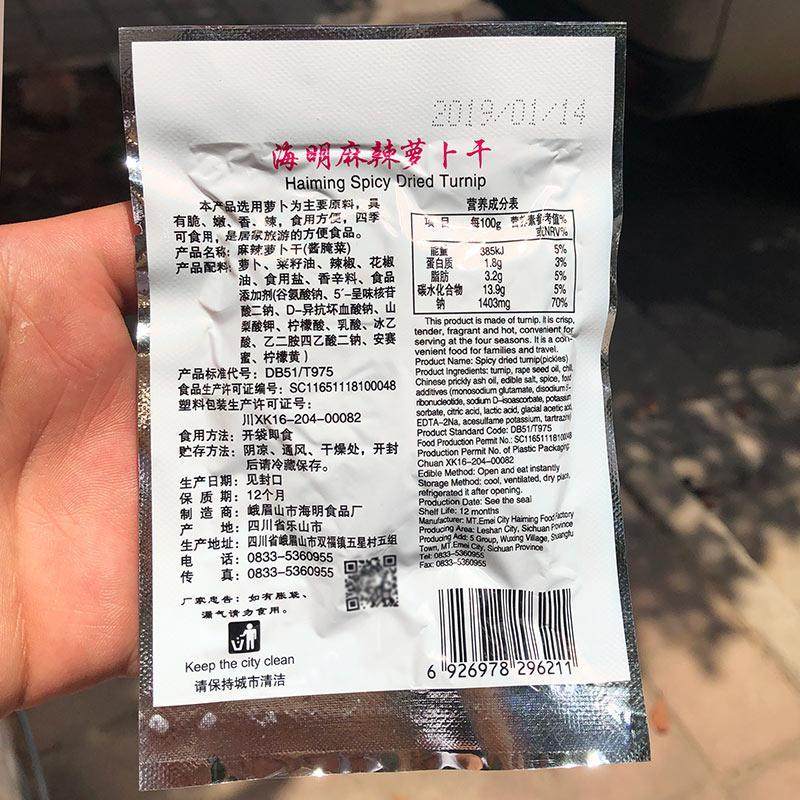 2019/01/14
海明麻辣萝卜干
Haiming Spicy Dried Turnip
本产品选用萝卜为主要原料，具
有脆、嫩、香、辣，食用方便，四季
可食用，是居家旅游的方便食品。
产品名称：麻辣萝卜干(酱腌菜)
产品配料：萝卜、菜籽油、辣椒、花椒
油、食用盐、香辛料、食品
添加剂(谷氨酸钠、5′-呈味核苷
酸二钠、D-异抗坏血酸钠、山
梨酸钾、柠檬酸、乳酸、冰乙
酸、乙二胺四乙酸二钠、安赛
蜜、柠檬黄)
产品标准代号：DB51/T975
食品生产许可证编号：SC11651118100048
塑料包装生产许可证号：
川XK16-204-00082
食用方法：开袋即食
贮存方法：阴凉、通风、干燥处，开封
后请冷藏保存。
生产日期：见封口
保质期：12个月
制造商：峨眉山市海明食品厂
产地：四川省乐山市
生产地址：四川省峨眉山市双福镇五星村五组
电话：0833-5360955
传真：0833-5360955
厂家忠告：如有胀袋、
漏气请勿食用。
Keep the city clean
请保持城市清洁
营养成分表
项目 每100g 营养素参考值%
或NRV%
能量 385kJ 5%
蛋白质 1.8g 3%
脂肪 3.2g 5%
碳水化合物 13.9g 5%
钠 1403mg 70%
This product is made of turnip. it is crisp,
tender, fragrant and hot, convenient for
serving at the four seasons. It is a con-
venient food for families and travel.
Product Name: Spicy dried turnip(pickles)
Product Ingredients: turnip, rape seed oil, chili,
Chinese prickly ash oil, edible salt, spice, food
additives (monosodium glutamate, disodium 5'-
ribonucleotide, sodium D-isoascorbate, potassium
sorbate, citric acid, lactic acid, glacial acetic acid,
EDTA-2Na, acesulfame potassium, tartrazine)
Product Standard Code: DB51/T975
Food Production Permit No.: SC11651118100048
Production Permit No. of Plastic Packaging:
Chuan XK16-204-00082
Edible Method: Open and eat instantly
Storage Method: cool, ventilated, dry place,
refrigerated it after opening.
Production Date: See the seal
Shelf Life: 12 months
Manufacturer: MT.Emei City Haiming Food Factory
Producing Area: Leshan City, Sichuan Province
Producing Add: 5 Group, Wuxing Village, Shuangfu
Town, MT.Emei City, Sichuan Province
Tel: 0833-5360955
Fax: 0833-5360955
6 926978 296211